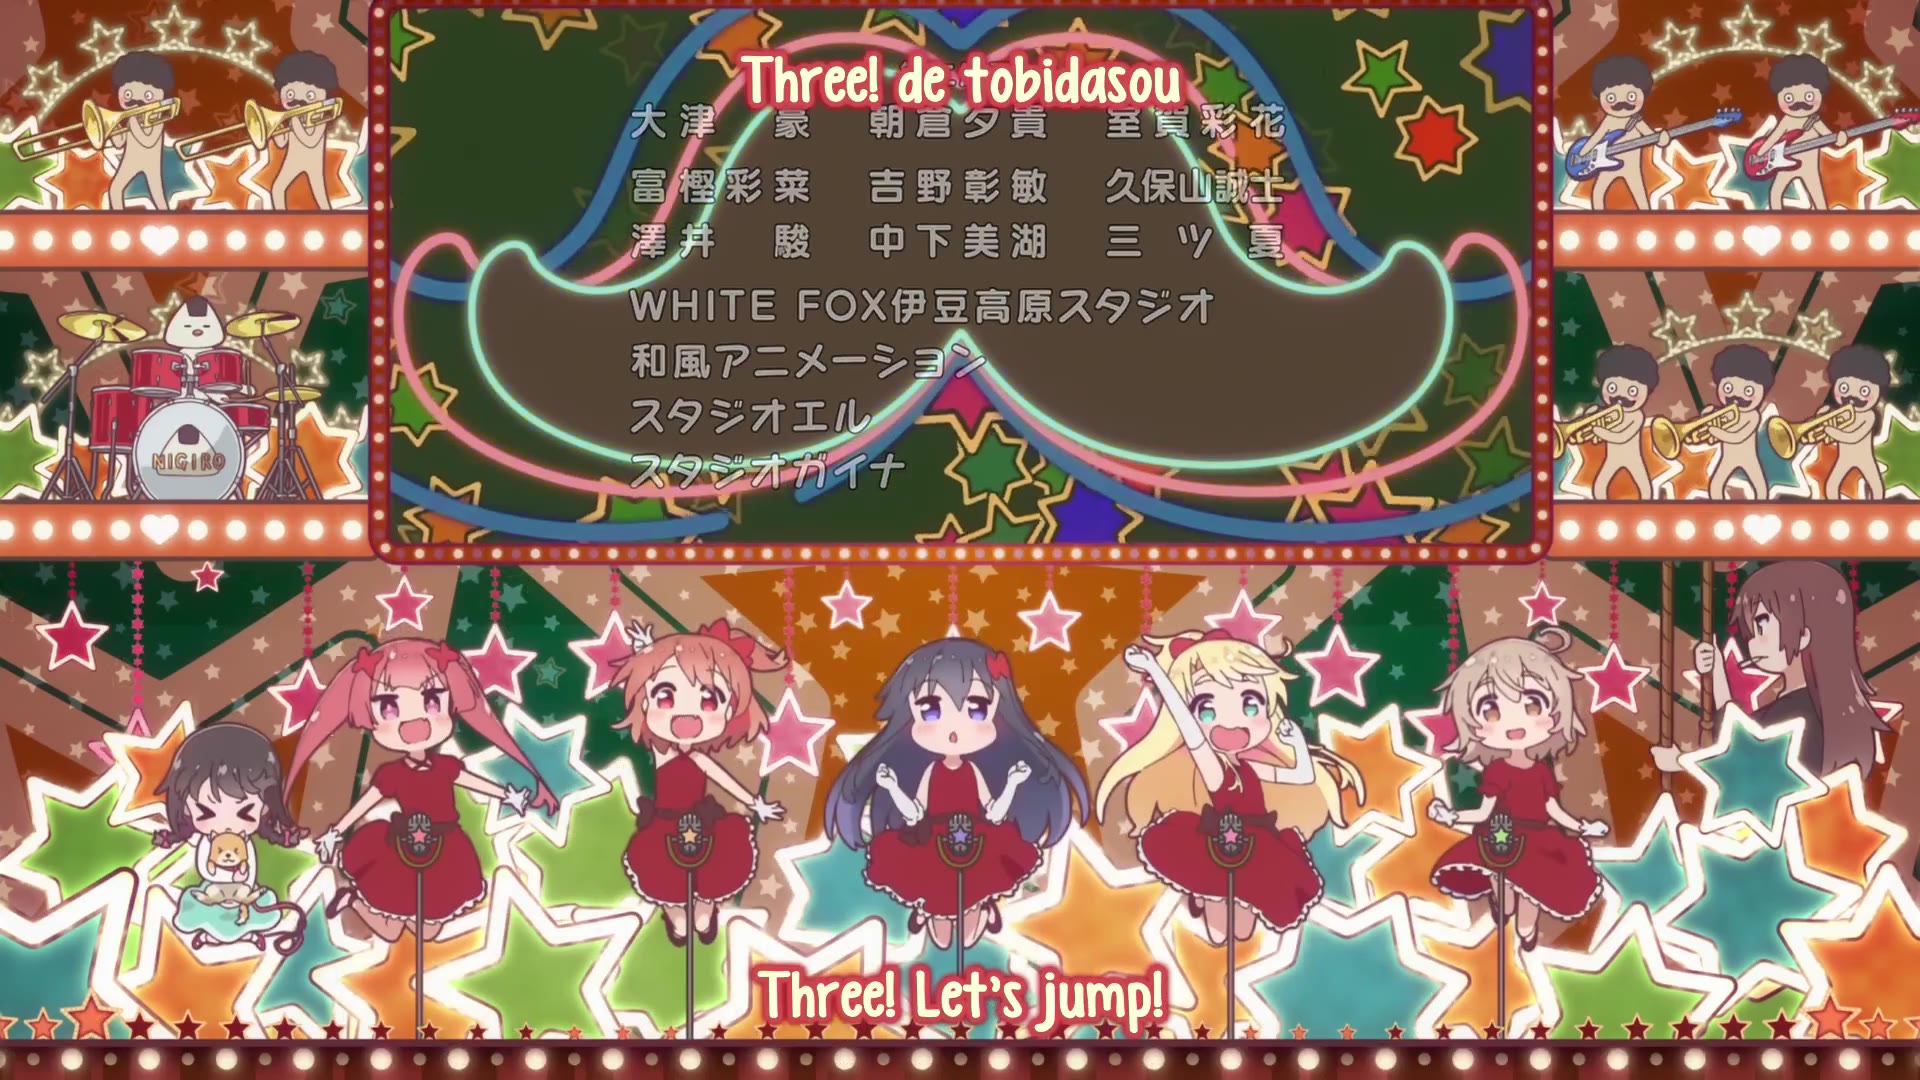 Three! de tobidasou
大津 豪 朝倉夕貴 室賀彩花
富樫彩菜 吉野彰敏 久保山誠士
澤井 駿 中下美湖 三ツ 夏
WHITE FOX伊豆高原スタジオ
和風アニメーション
スタジオエル
スタジオガイナ
NIGIRO
Three! Let's jump!